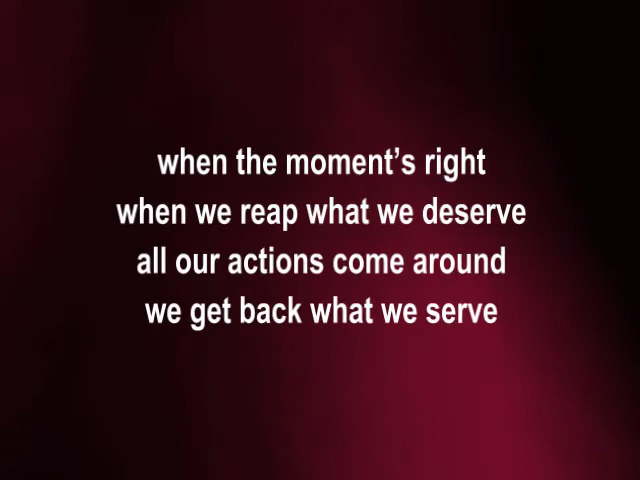 when the moment’s right
when we reap what we deserve
all our actions come around
we get back what we serve